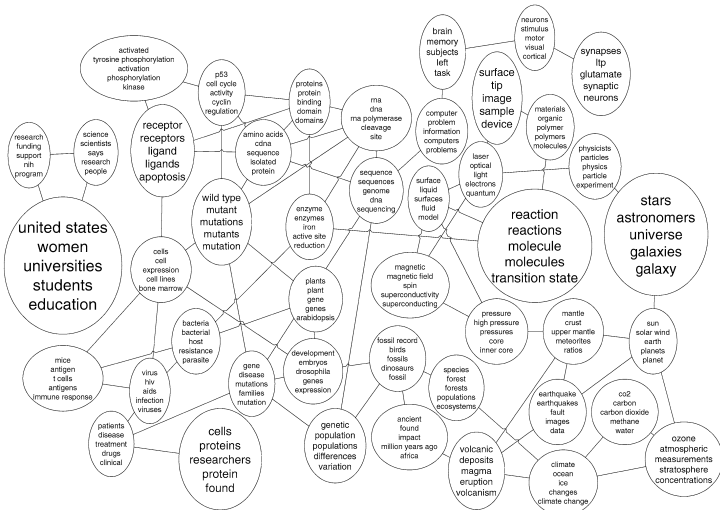 activated
tyrosine phosphorylation
activation
phosphorylation
kinase
p53
cell cycle
activity
cyclin
regulation
proteins
protein
binding
domain
domains
rna
dna
rna polymerase
cleavage
site
brain
memory
subjects
left
task
neurons
stimulus
motor
visual
cortical
synapses
ltp
glutamate
synaptic
neurons
surface
tip
image
sample
device
research
funding
support
nih
program
science
scientists
says
research
people
receptor
receptors
ligand
ligands
apoptosis
amino acids
cdna
sequence
isolated
protein
computer
problem
information
computers
problems
materials
organic
polymer
polymers
molecules
laser
optical
light
electrons
quantum
physicists
particles
physics
particle
experiment
united states
women
universities
students
education
wild type
mutant
mutations
mutants
mutation
sequence
sequences
genome
dna
sequencing
surface
liquid
surfaces
fluid
model
enzyme
enzymes
iron
active site
reduction
reaction
reactions
molecule
molecules
transition state
stars
astronomers
universe
galaxies
galaxy
cells
cell
expression
cell lines
bone marrow
magnetic
magnetic field
spin
superconductivity
superconducting
plants
plant
gene
genes
arabidopsis
bacteria
bacterial
host
resistance
parasite
pressure
high pressure
pressures
core
inner core
mantle
crust
upper mantle
meteorites
ratios
sun
solar wind
earth
planets
planet
mice
antigen
t cells
antigens
immune response
virus
hiv
aids
infection
viruses
gene
disease
mutations
families
mutation
development
embryos
drosophila
genes
expression
fossil record
birds
fossils
dinosaurs
fossil
species
forest
forests
populations
ecosystems
earthquake
earthquakes
fault
images
data
co2
carbon
carbon dioxide
methane
water
patients
disease
treatment
drugs
clinical
cells
proteins
researchers
protein
found
genetic
population
populations
differences
variation
ancient
found
impact
million years ago
africa
volcanic
deposits
magma
eruption
volcanism
climate
ocean
ice
changes
climate change
ozone
atmospheric
measurements
stratosphere
concentrations